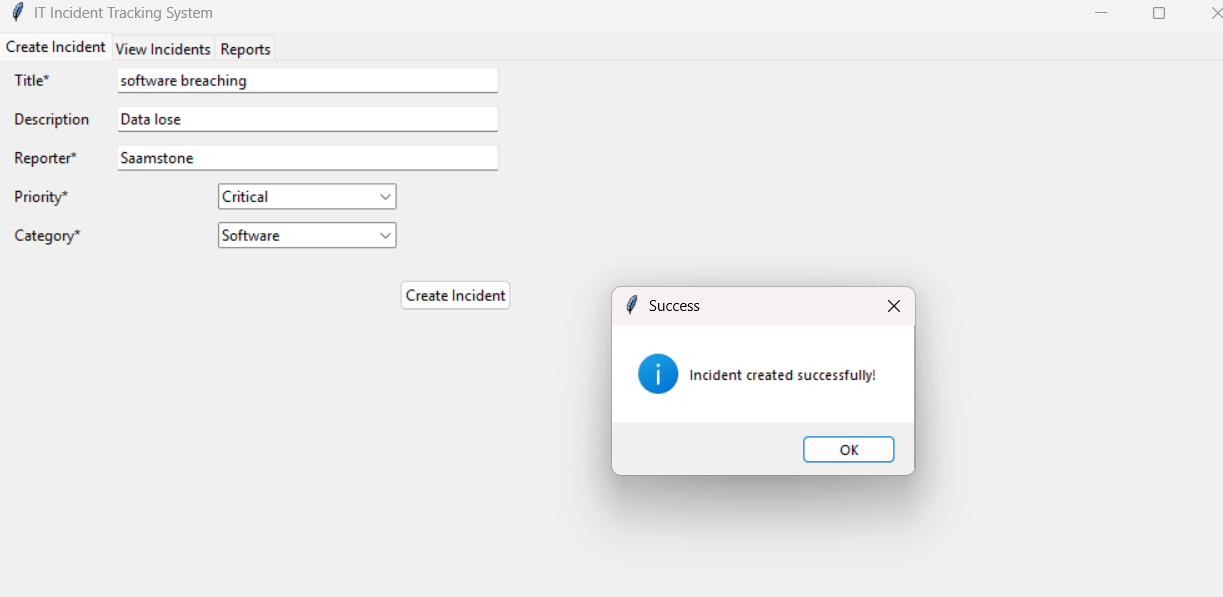 IT Incident Tracking System
Create Incident View Incidents Reports
Title* software breaching
Description Data lose
Reporter* Saamstone
Priority* Critical
Category* Software
Create Incident
Success
Incident created successfully!
OK